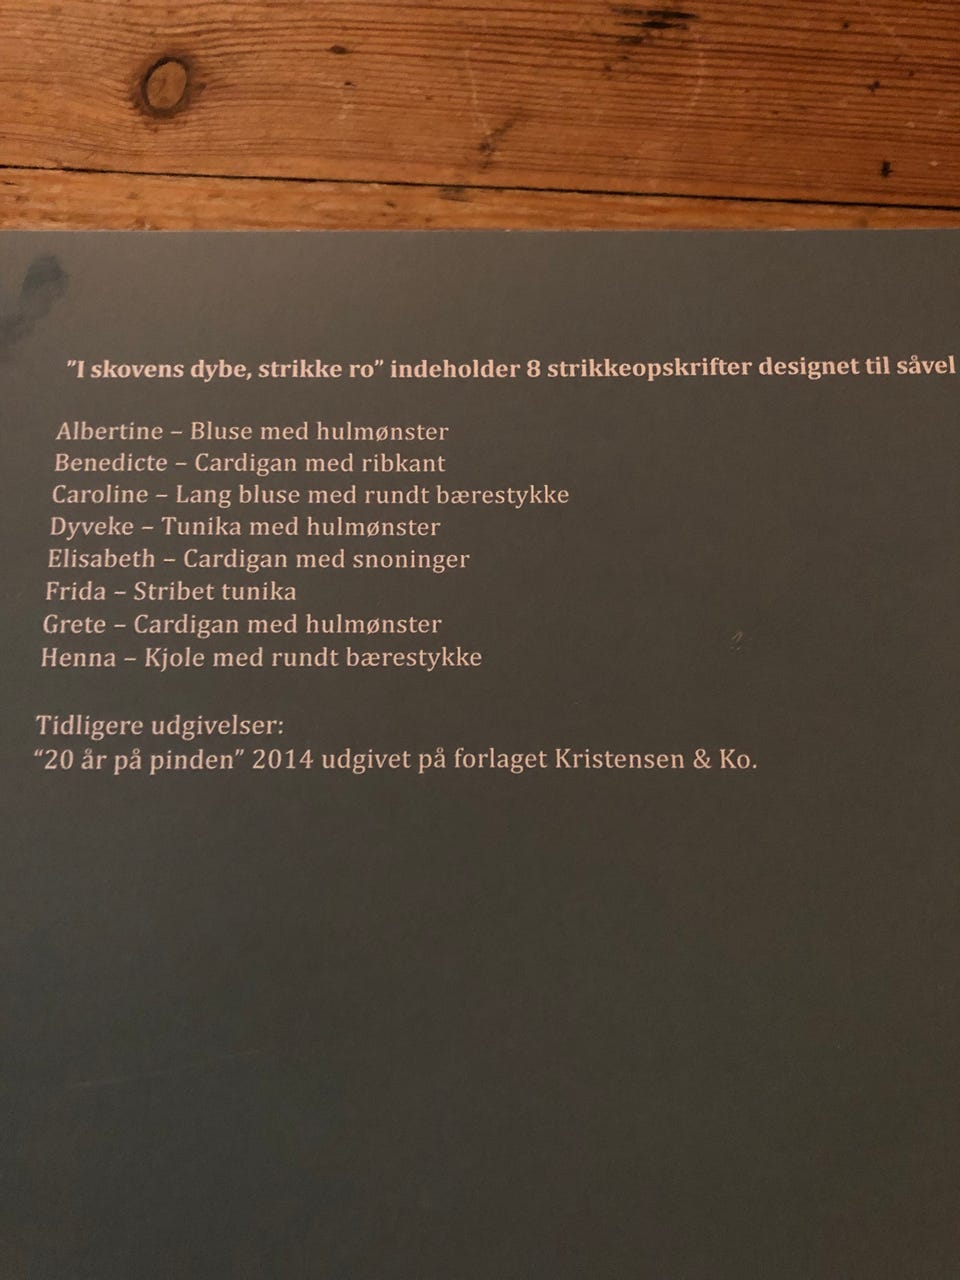 "I skovens dybe, strikke ro" indeholder 8 strikkeopskrifter designet til såvel
Albertine – Bluse med hulmønster
Benedicte – Cardigan med ribkant
Caroline – Lang bluse med rundt bærestykke
Dyveke – Tunika med hulmønster
Elisabeth – Cardigan med snoninger
Frida – Stribet tunika
Grete – Cardigan med hulmønster
Henna – Kjole med rundt bærestykke
Tidligere udgivelser:
"20 år på pinden" 2014 udgivet på forlaget Kristensen & Ko.